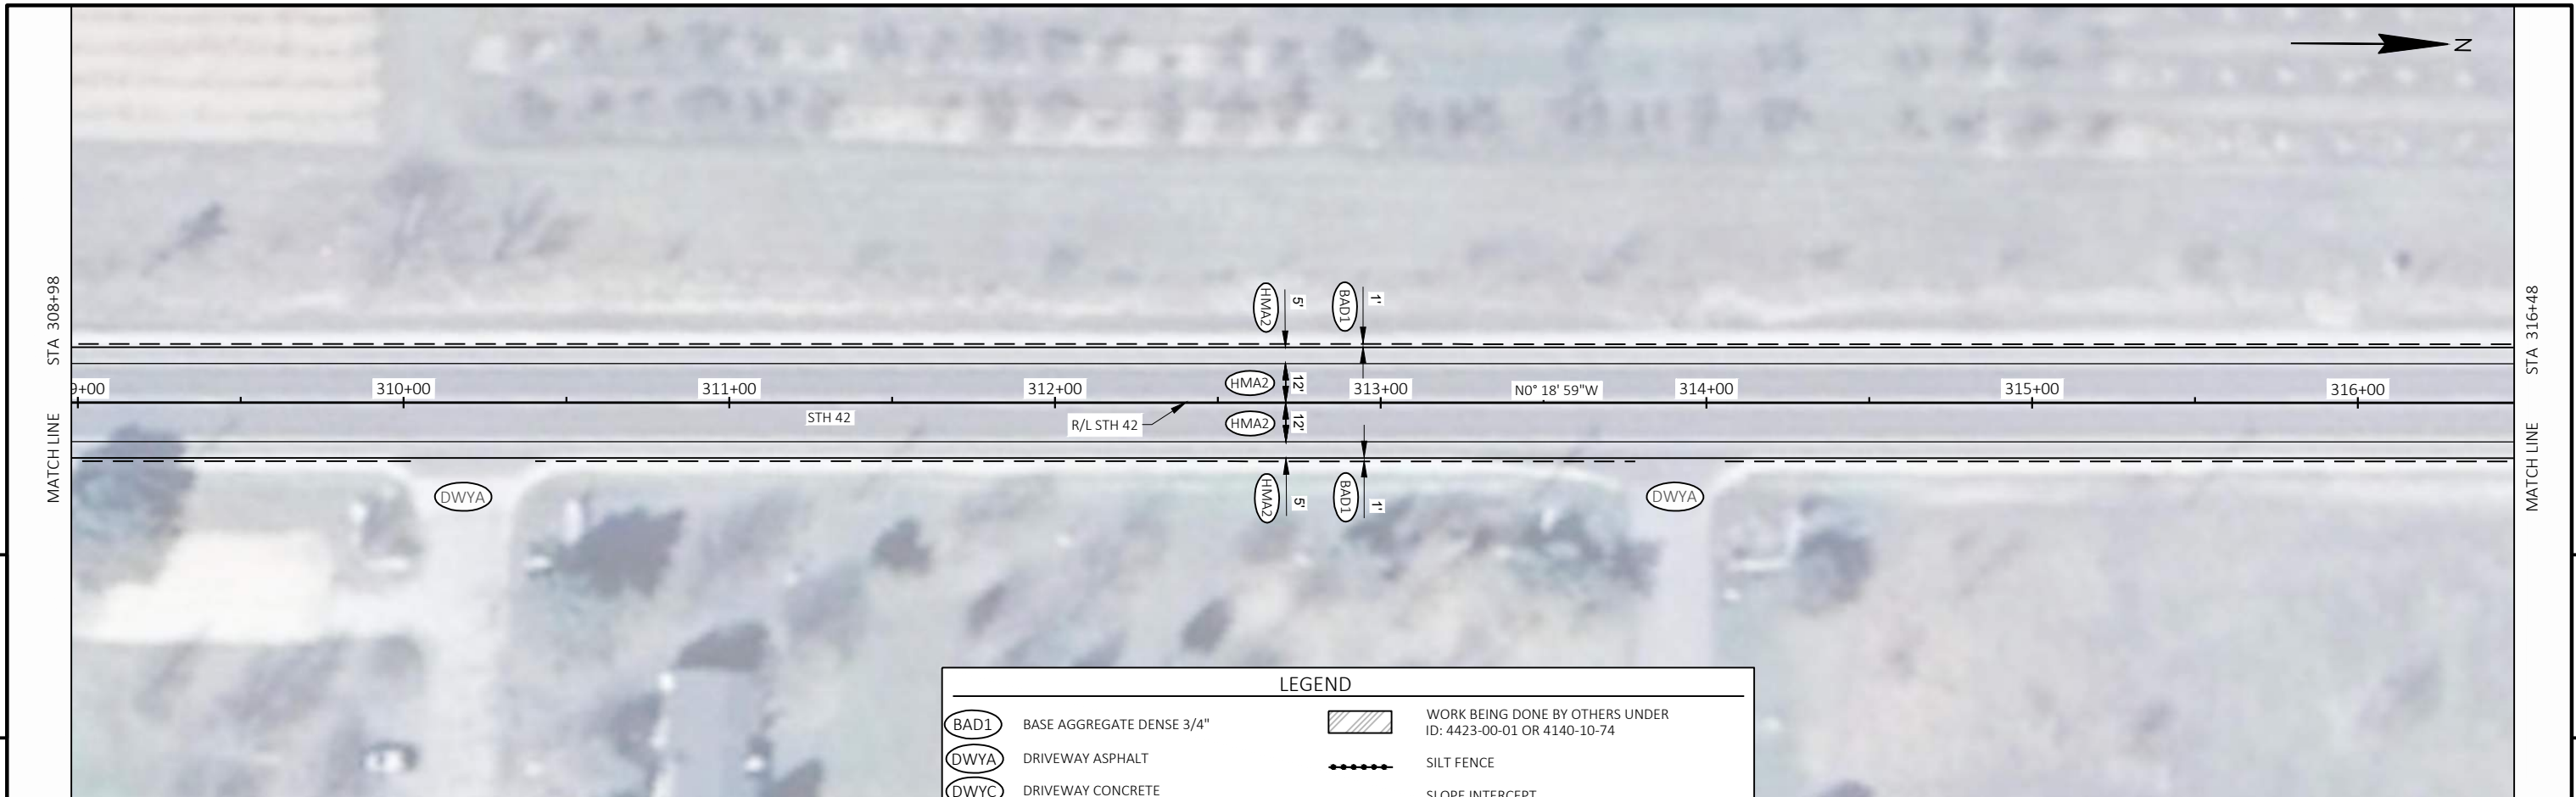 N
STA 308+98
MATCH LINE
STA 316+48
MATCH LINE
HMA2 5' BAD1 1'
HMA2 12'
9+00 310+00 311+00 312+00 313+00 N0° 18' 59"W 314+00 315+00 316+00
STH 42 R/L STH 42 HMA2 12'
DWYA HMA2 5' BAD1 1' DWYA
LEGEND
BAD1 BASE AGGREGATE DENSE 3/4"
DWYA DRIVEWAY ASPHALT
DWYC DRIVEWAY CONCRETE
WORK BEING DONE BY OTHERS UNDER
ID: 4423-00-01 OR 4140-10-74
SILT FENCE
SLOPE INTERCEPT